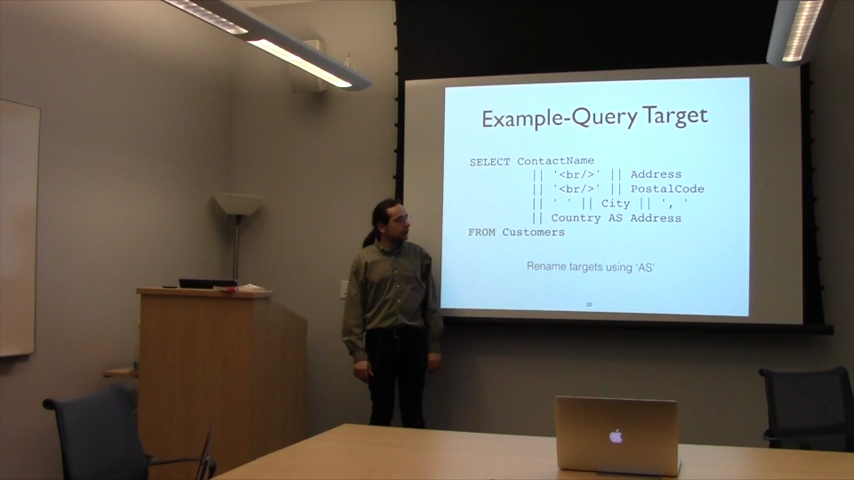 Example-Query Target
SELECT ContactName
|| '<br/>' || Address
|| '<br/>' || PostalCode
|| ' ' || City || ', '
|| Country AS Address
FROM Customers
Rename targets using 'AS'